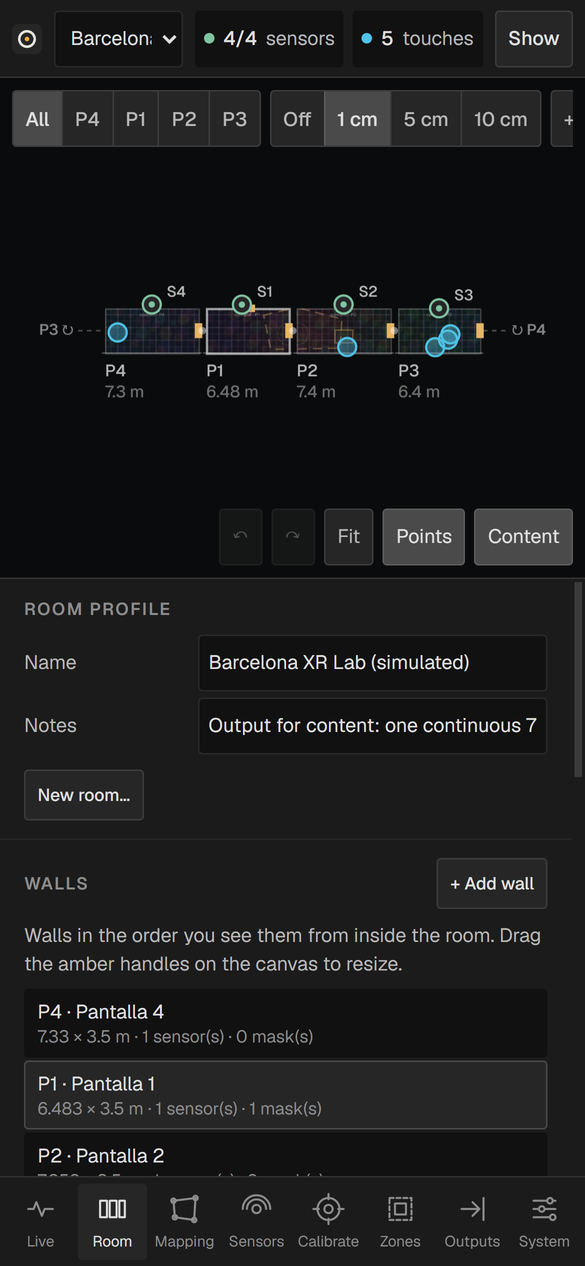 Barcelona
4/4 sensors
5 touches
Show
All P4 P1 P2 P3
Off 1 cm 5 cm 10 cm +
S4 S1 S2 S3
P3 ↻
↻ P4
P4 P1 P2 P3
7.3 m 6.48 m 7.4 m 6.4 m
Fit Points Content
ROOM PROFILE
Name Barcelona XR Lab (simulated)
Notes Output for content: one continuous 7
New room…
WALLS
+ Add wall
Walls in the order you see them from inside the room. Drag
the amber handles on the canvas to resize.
P4 · Pantalla 4
7.33 × 3.5 m · 1 sensor(s) · 0 mask(s)
P1 · Pantalla 1
6.483 × 3.5 m · 1 sensor(s) · 1 mask(s)
P2 · Pantalla 2
Live Room Mapping Sensors Calibrate Zones Outputs System